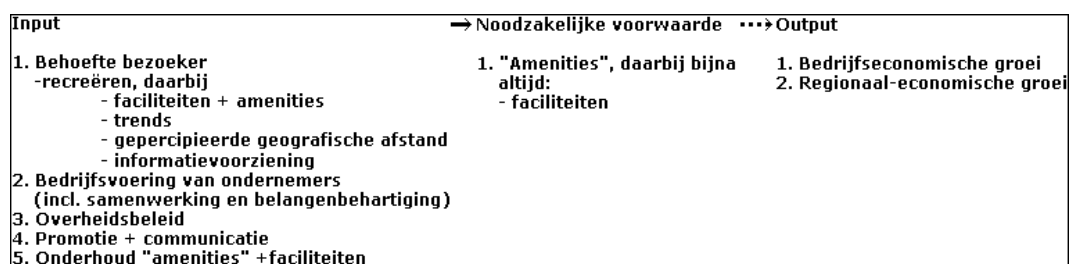 Input → Noodzakelijke voorwaarde ⋯→ Output
1. Behoefte bezoeker
-recreëren, daarbij
- faciliteiten + amenities
- trends
- gepercipieerde geografische afstand
- informatievoorziening
2. Bedrijfsvoering van ondernemers
(incl. samenwerking en belangenbehartiging)
3. Overheidsbeleid
4. Promotie + communicatie
5. Onderhoud "amenities" +faciliteiten
1. "Amenities", daarbij bijna
altijd:
- faciliteiten
1. Bedrijfseconomische groei
2. Regionaal-economische groei